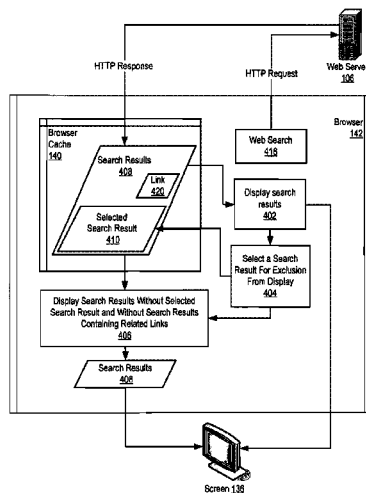 HTTP Response
HTTP Request
Web Serve
106
Browser
142
Browser
Cache
140
Search Results
409
Link
420
Selected
Search Result
410
Web Search
416
Display search
results
402
Select a Search
Result For Exclusion
From Display
404
Display Search Results Without Selected
Search Result and Without Search Results
Containing Related Links
406
Search Results
408
Screen 136